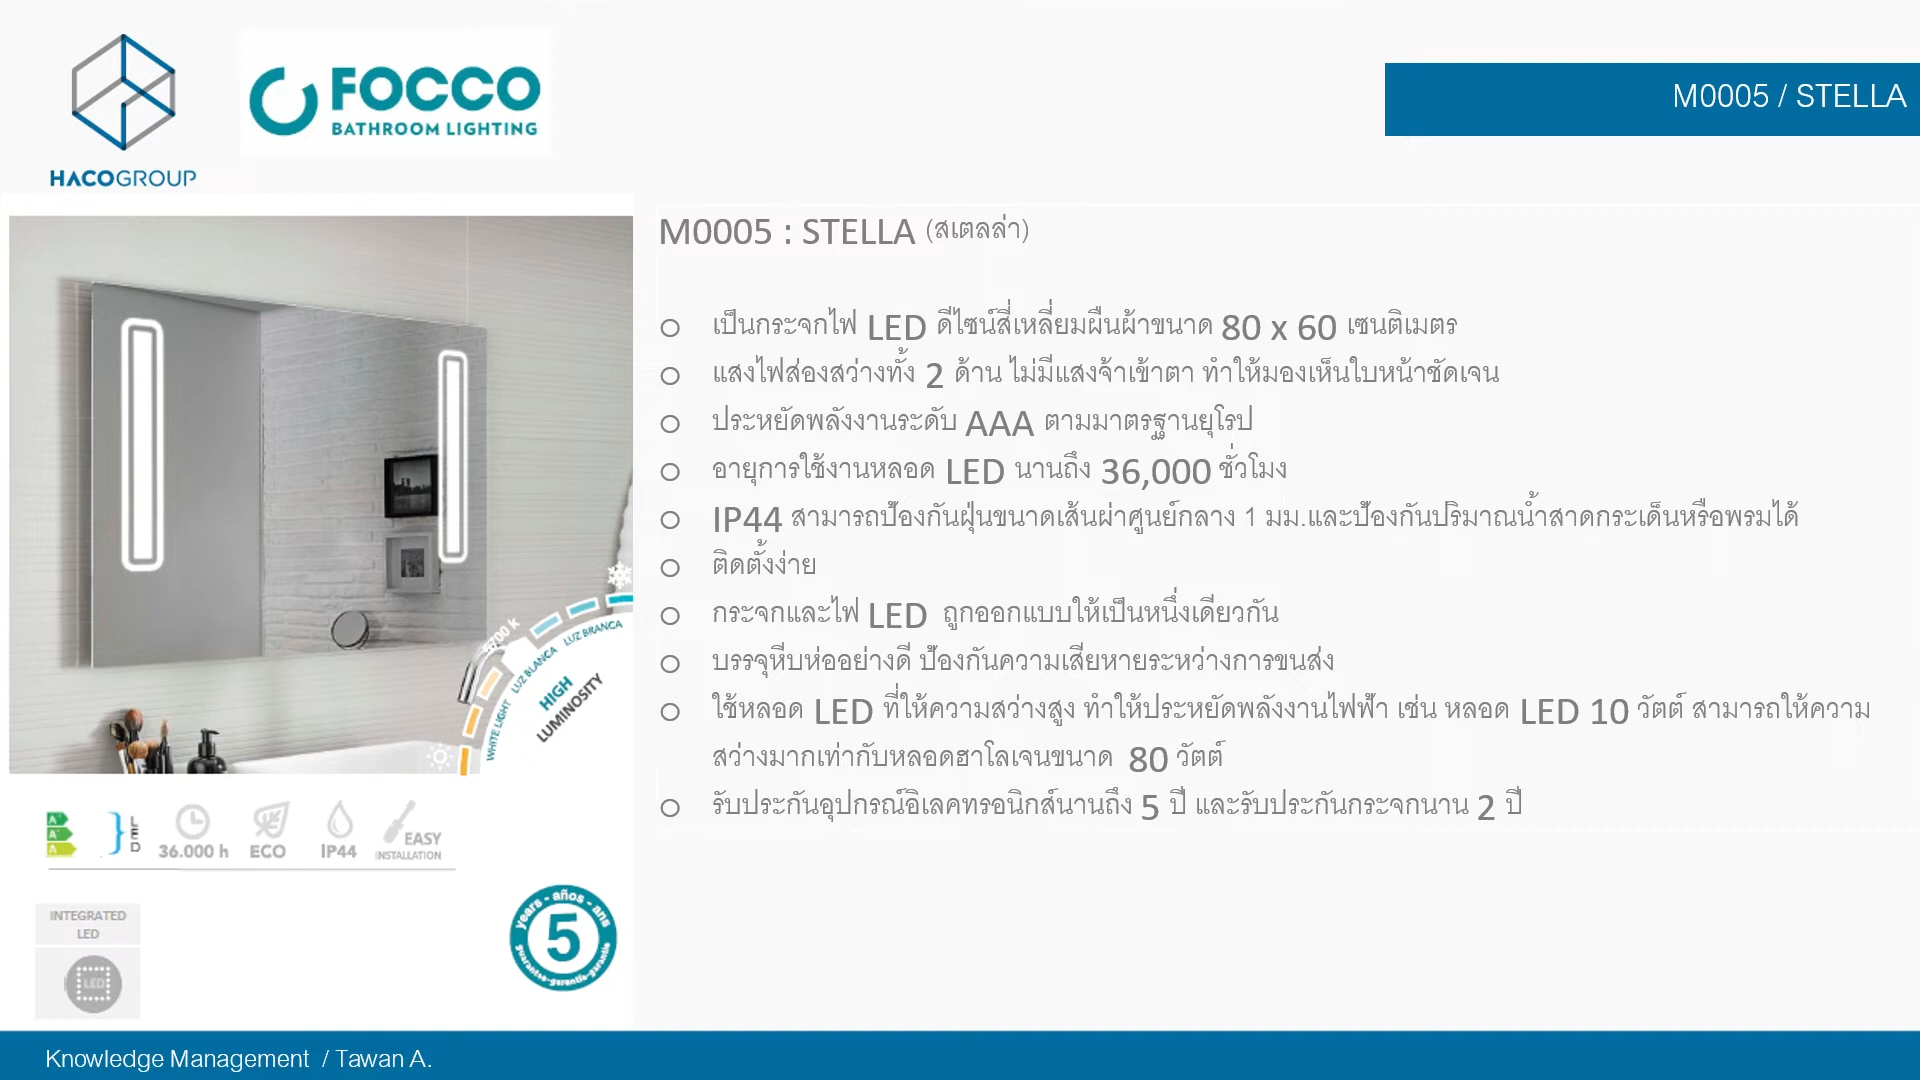 FOCCO
BATHROOM LIGHTING
HACOGROUP
M0005 / STELLA
M0005 : STELLA (สเตลล่า)
เป็นกระจกไฟ LED ดีไซน์สี่เหลี่ยมผืนผ้าขนาด 80 x 60 เซนติเมตร
แสงไฟส่องสว่างทั้ง 2 ด้าน ไม่มีแสงจ้าเข้าตา ทำให้มองเห็นใบหน้าชัดเจน
ประหยัดพลังงานระดับ AAA ตามมาตรฐานยุโรป
อายุการใช้งานหลอด LED นานถึง 36,000 ชั่วโมง
IP44 สามารถป้องกันฝุ่นขนาดเส้นผ่าศูนย์กลาง 1 มม.และป้องกันปริมาณน้ำสาดกระเด็นหรือพรมได้
ติดตั้งง่าย
กระจกและไฟ LED ถูกออกแบบให้เป็นหนึ่งเดียวกัน
บรรจุหีบห่ออย่างดี ป้องกันความเสียหายระหว่างการขนส่ง
ใช้หลอด LED ที่ให้ความสว่างสูง ทำให้ประหยัดพลังงานไฟฟ้า เช่น หลอด LED 10 วัตต์ สามารถให้ความ
สว่างมากเท่ากับหลอดฮาโลเจนขนาด 80 วัตต์
รับประกันอุปกรณ์อิเลคทรอนิกส์นานถึง 5 ปี และรับประกันกระจกนาน 2 ปี
WHITE LIGHT LUZ BLANCA LUZ BRANCA
HIGH
LUMINOSITY
LED
36.000 h
ECO
IP44
EASY
INSTALLATION
INTEGRATED
LED
LED
years - años - ans
5
guarantee-garantía-garantie
Knowledge Management / Tawan A.